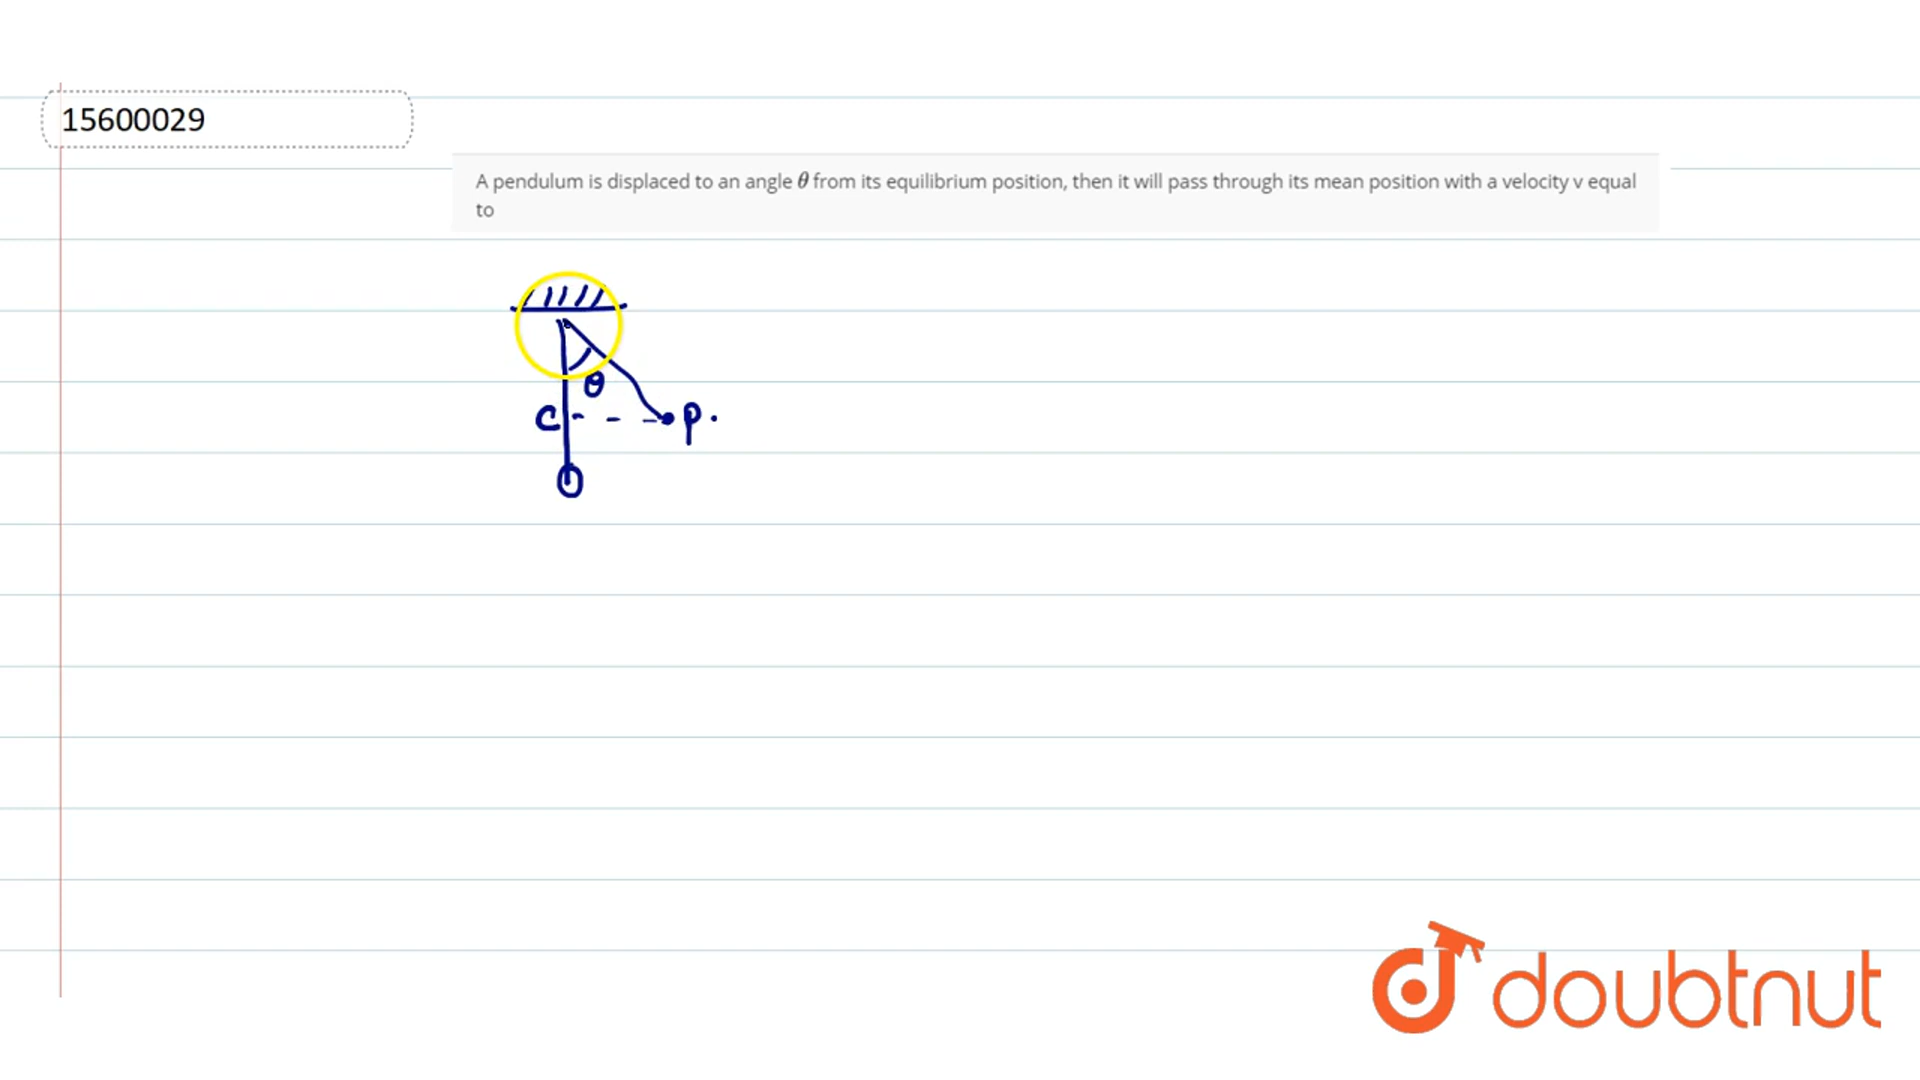 15600029
A pendulum is displaced to an angle θ from its equilibrium position, then it will pass through its mean position with a velocity v equal
to
θ
C
P.
O
doubtnut